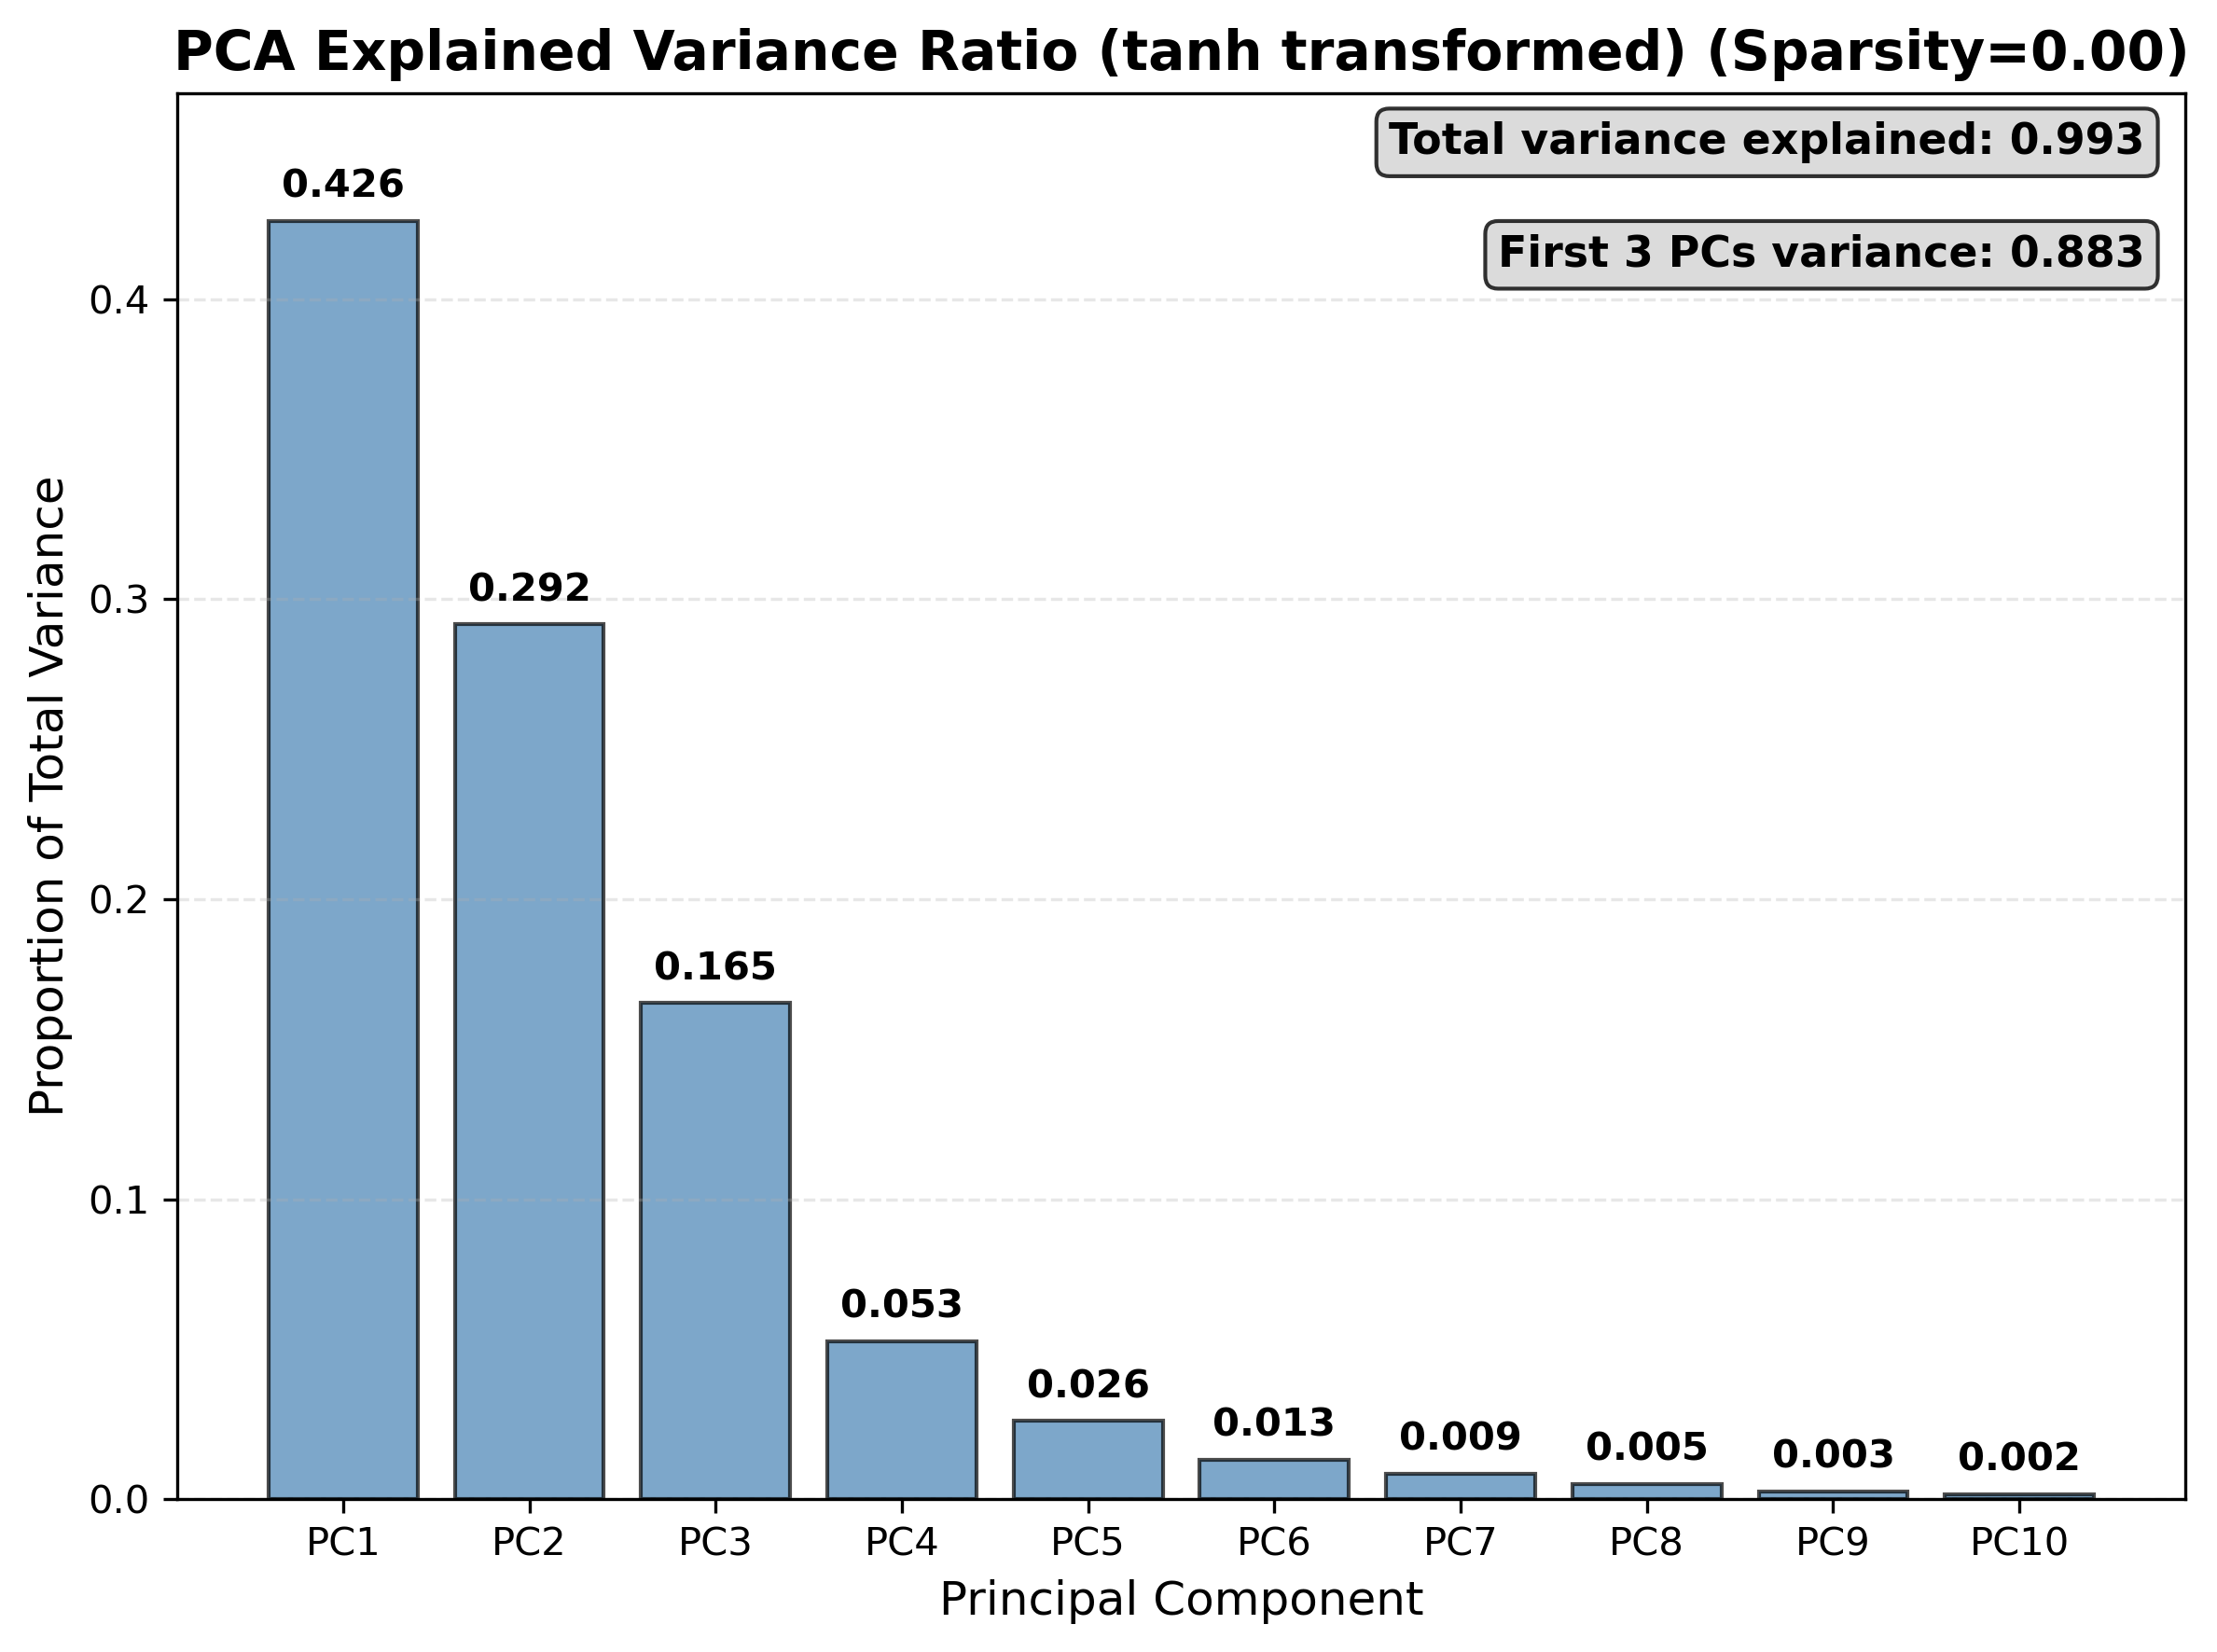 PCA Explained Variance Ratio (tanh transformed) (Sparsity=0.00)
Total variance explained: 0.993
First 3 PCs variance: 0.883
Proportion of Total Variance
0.4
0.3
0.2
0.1
0.0
0.426
0.292
0.165
0.053
0.026
0.013
0.009
0.005
0.003
0.002
PC1 PC2 PC3 PC4 PC5 PC6 PC7 PC8 PC9 PC10
Principal Component